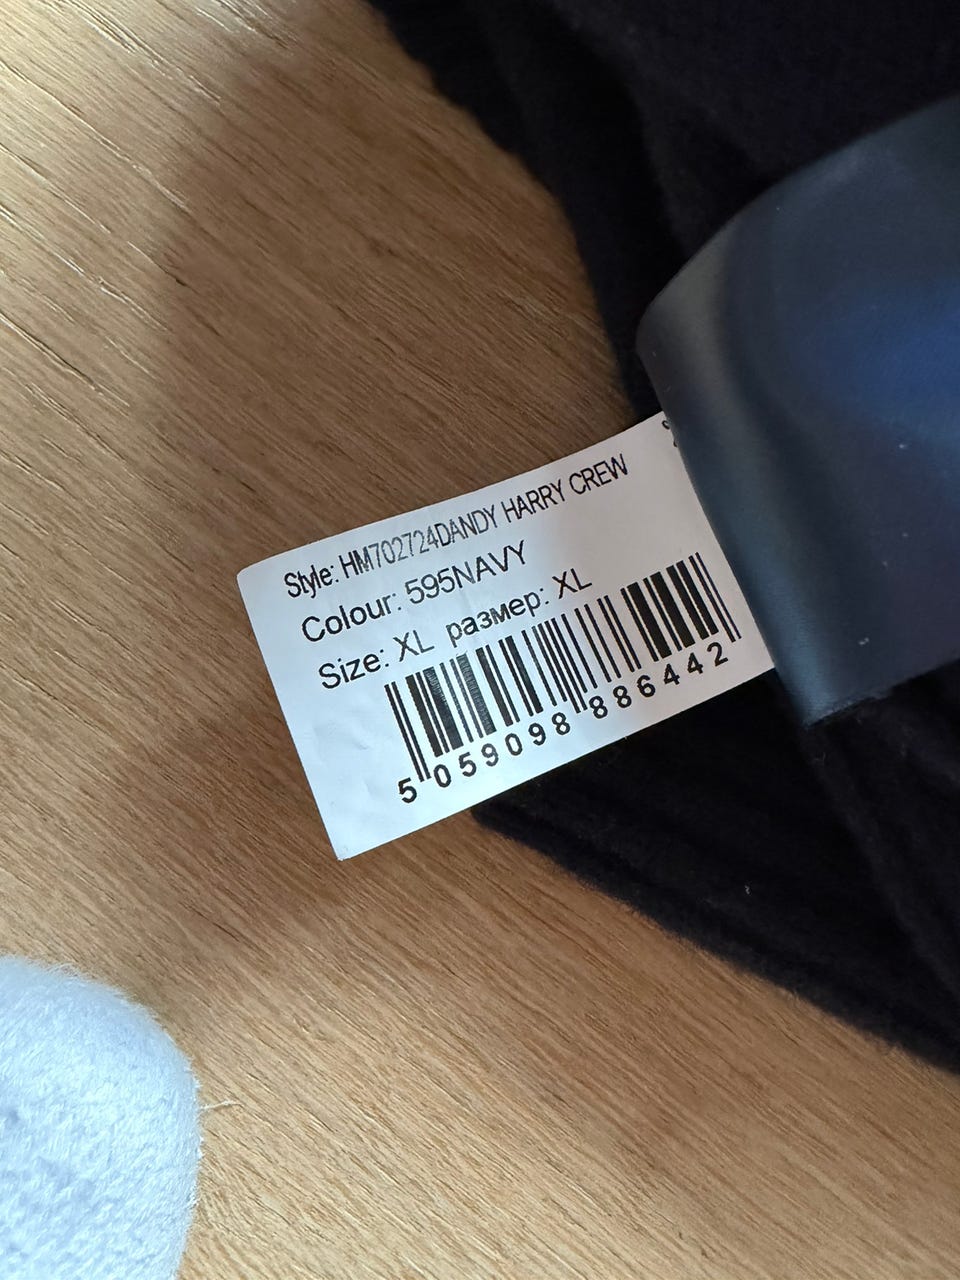 Style: HM702724DANDY HARRY CREW
Colour: 595NAVY
Size: XL размер: XL
5 059098 886442